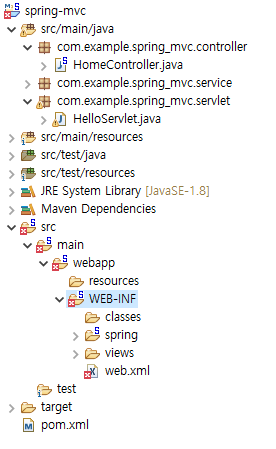 spring-mvc
src/main/java
com.example.spring_mvc.controller
HomeController.java
com.example.spring_mvc.service
com.example.spring_mvc.servlet
HelloServlet.java
src/main/resources
src/test/java
src/test/resources
JRE System Library [JavaSE-1.8]
Maven Dependencies
src
main
webapp
resources
WEB-INF
classes
spring
views
web.xml
test
target
pom.xml